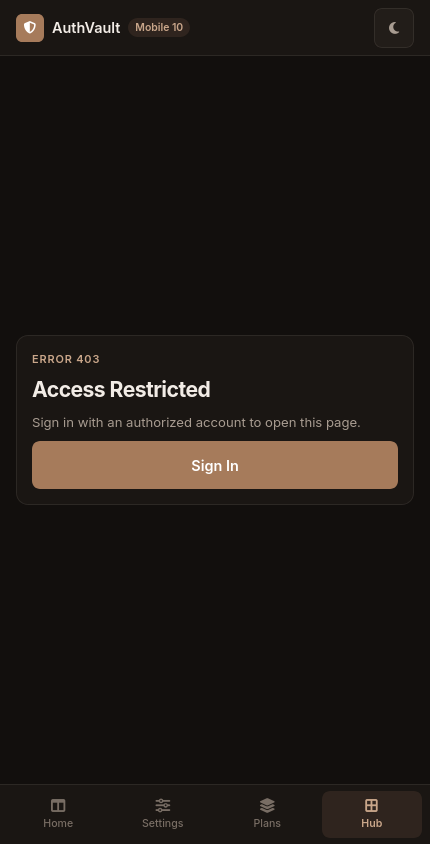 AuthVault Mobile 10
ERROR 403
Access Restricted
Sign in with an authorized account to open this page.
Sign In
Home Settings Plans Hub